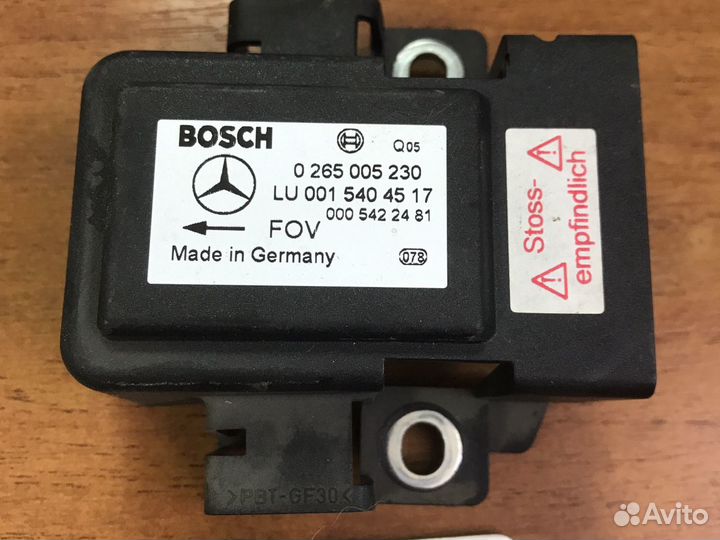 BOSCH
Q05
0 265 005 230
LU 001 540 45 17
000 542 24 81
FOV
Made in Germany
078
Stoss-
empfindlich
>PBT-GF30<
Avito